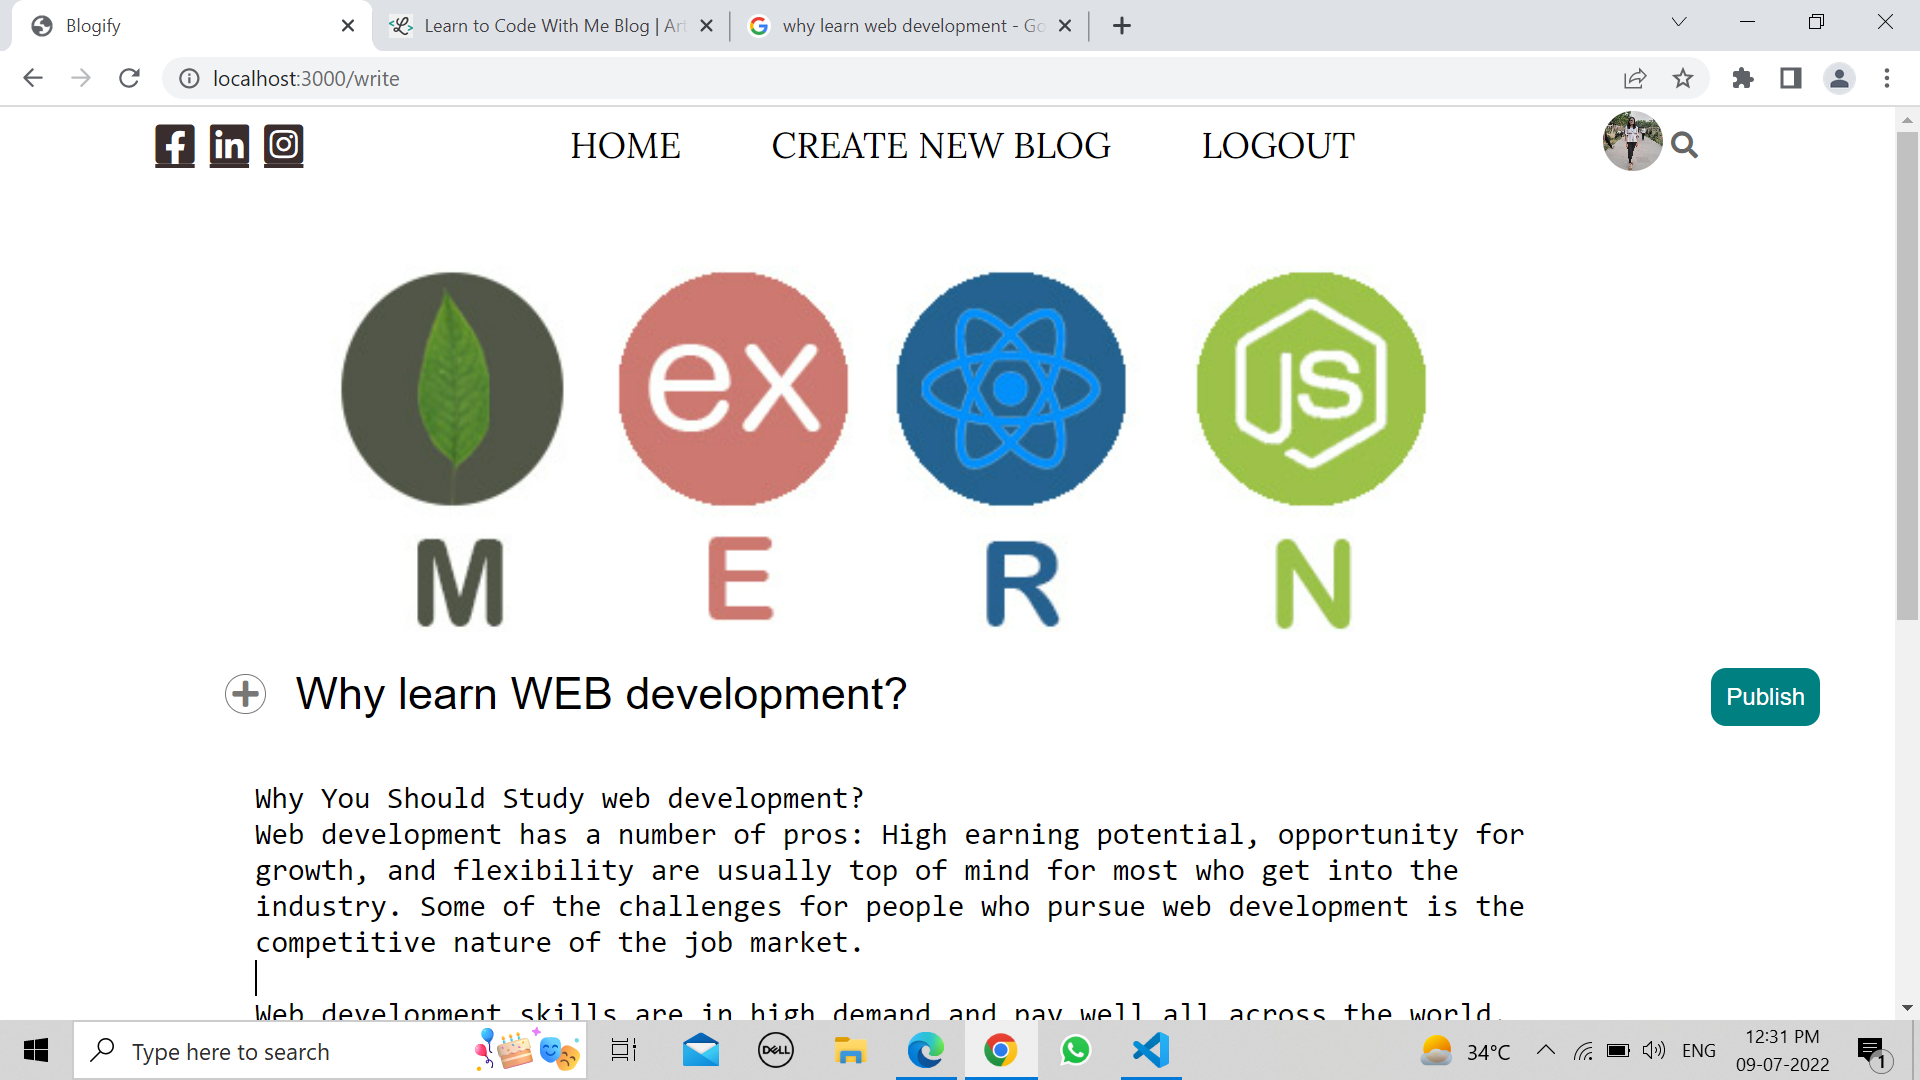 Blogify
Learn to Code With Me Blog | Art
why learn web development - Go
localhost:3000/write
HOME CREATE NEW BLOG LOGOUT
ex
JS
M E R N
Why learn WEB development?
Publish
Why You Should Study web development?
Web development has a number of pros: High earning potential, opportunity for
growth, and flexibility are usually top of mind for most who get into the
industry. Some of the challenges for people who pursue web development is the
competitive nature of the job market.
Web development skills are in high demand and pay well all across the world.
Type here to search
DELL
34°C
ENG
12:31 PM
09-07-2022
1